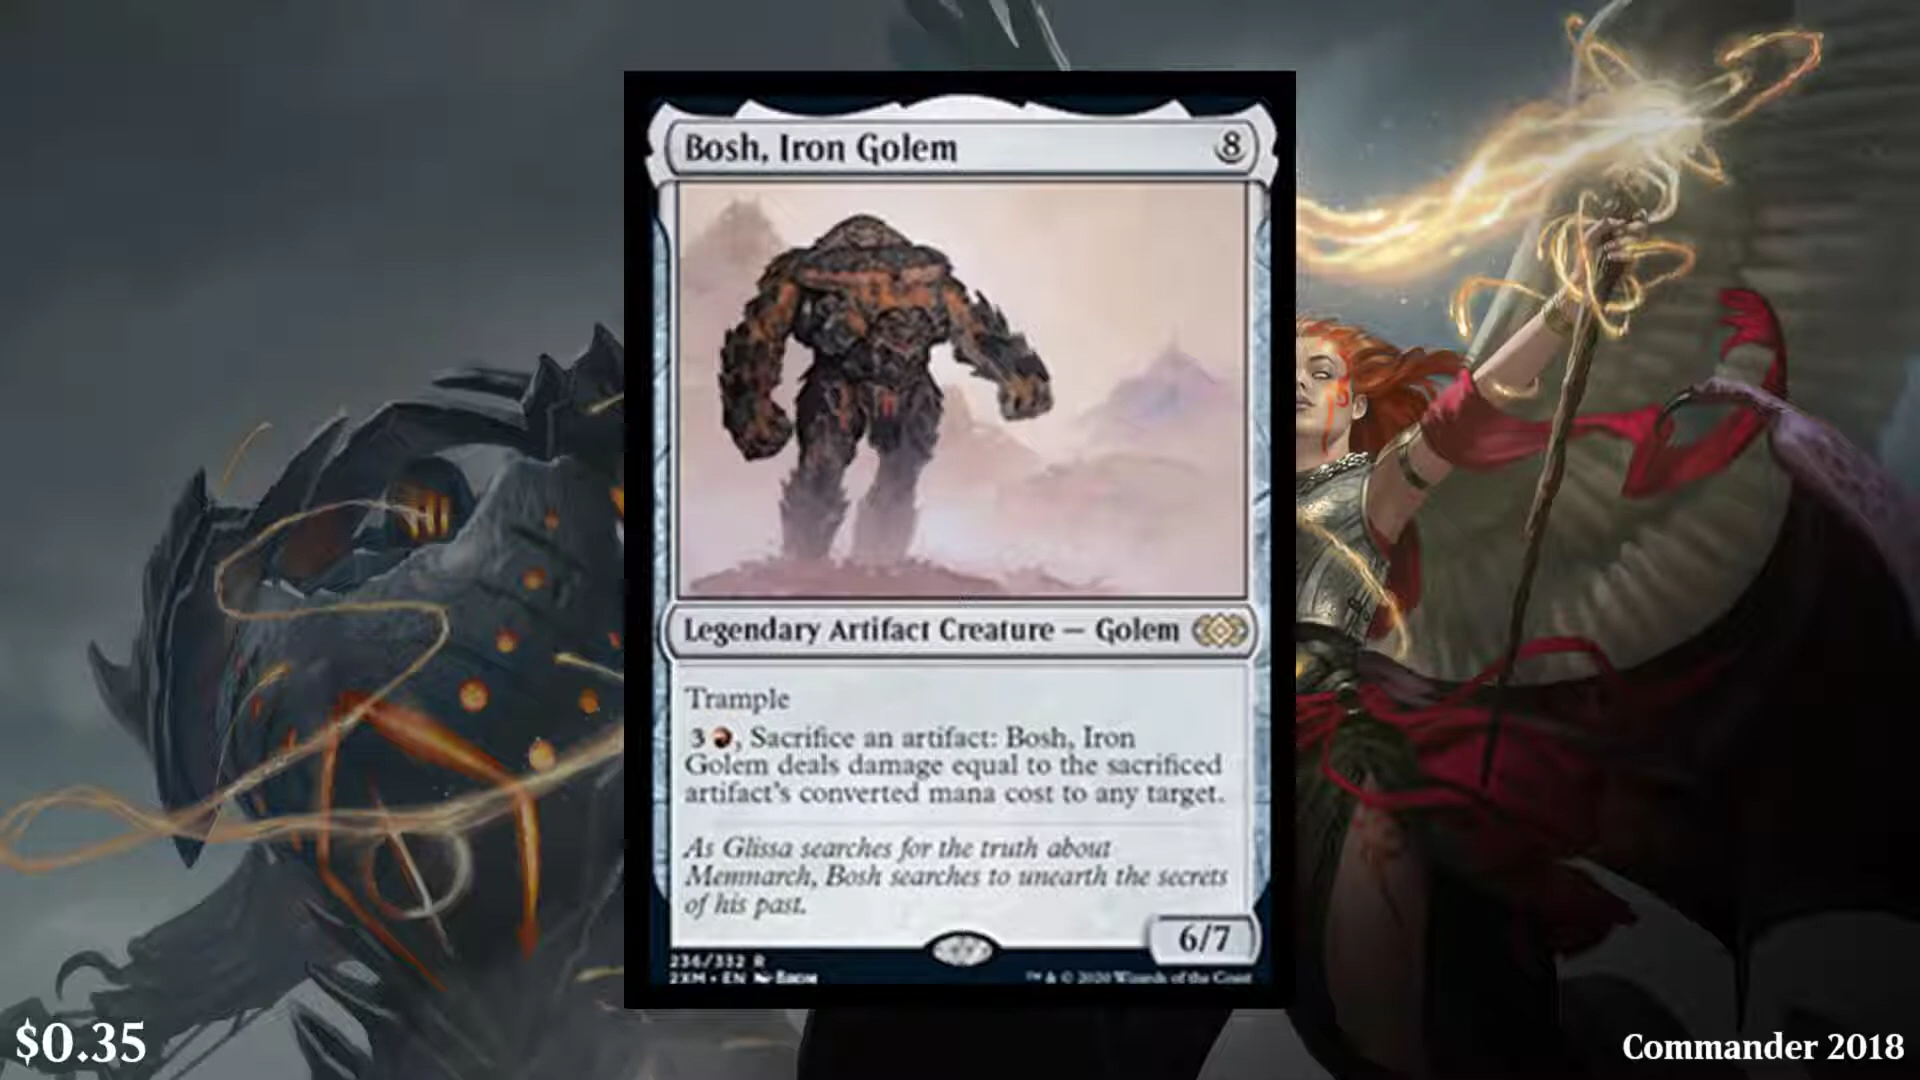 Bosh, Iron Golem 8
Legendary Artifact Creature — Golem
Trample
3 , Sacrifice an artifact: Bosh, Iron
Golem deals damage equal to the sacrificed
artifact's converted mana cost to any target.
As Glissa searches for the truth about
Memnarch, Bosh searches to unearth the secrets
of his past.
6/7
236/332 R
2XM • EN
™ & © 2020 Wizards of the Coast
$0.35
Commander 2018